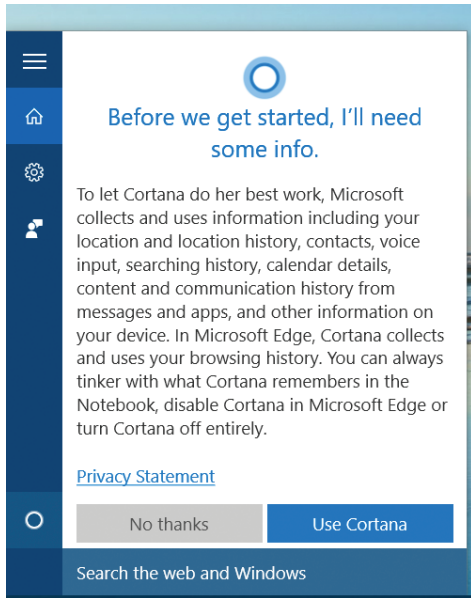 Before we get started, I'll need
some info.
To let Cortana do her best work, Microsoft
collects and uses information including your
location and location history, contacts, voice
input, searching history, calendar details,
content and communication history from
messages and apps, and other information on
your device. In Microsoft Edge, Cortana collects
and uses your browsing history. You can always
tinker with what Cortana remembers in the
Notebook, disable Cortana in Microsoft Edge or
turn Cortana off entirely.
Privacy Statement
No thanks
Use Cortana
Search the web and Windows